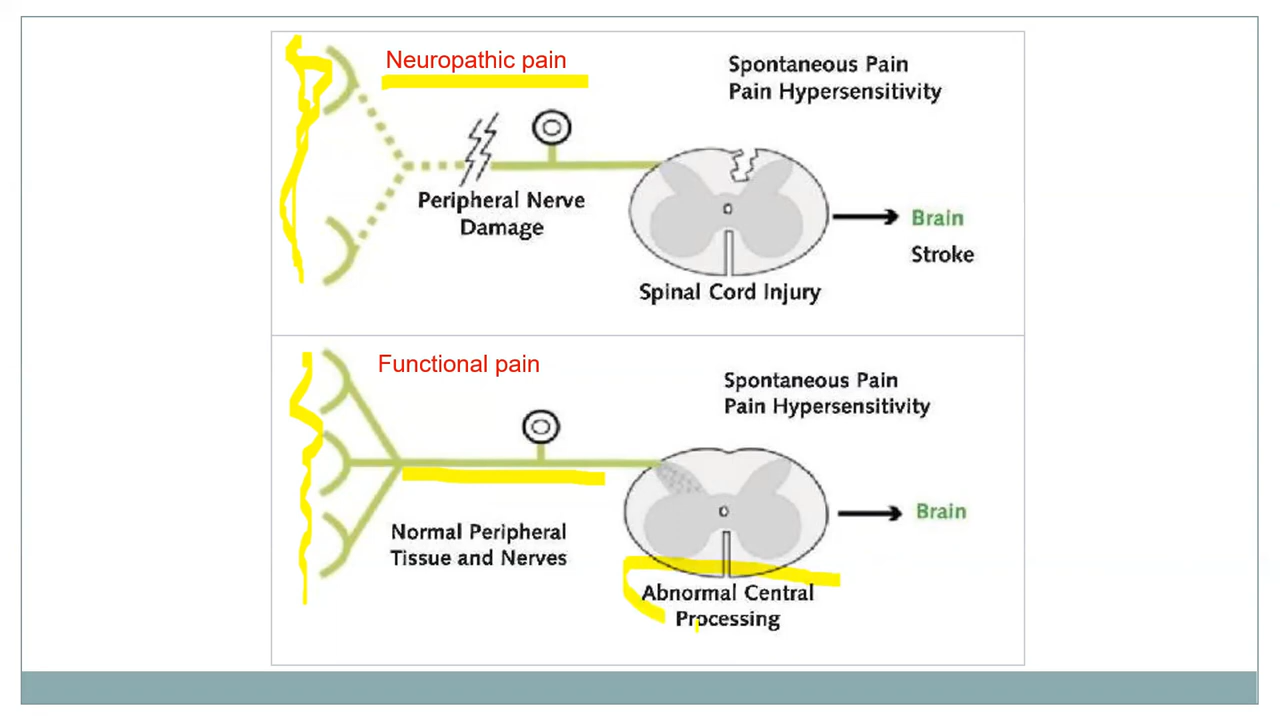 Neuropathic pain
Spontaneous Pain
Pain Hypersensitivity
Peripheral Nerve
Damage
Brain
Stroke
Spinal Cord Injury
Functional pain
Spontaneous Pain
Pain Hypersensitivity
Normal Peripheral
Tissue and Nerves
Brain
Abnormal Central
Processing